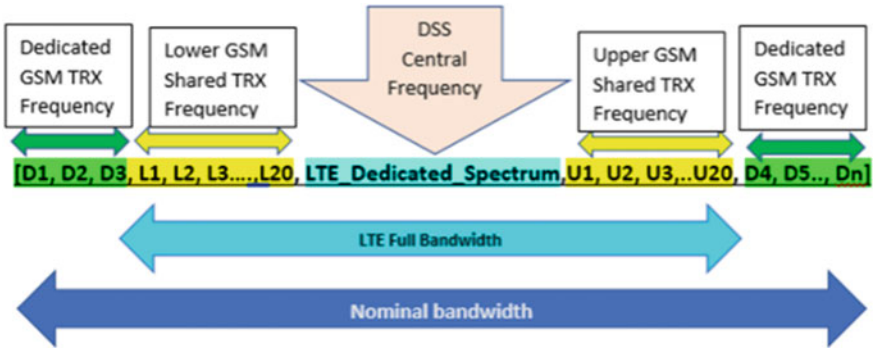 Dedicated
GSM TRX
Frequency
Lower GSM
Shared TRX
Frequency
DSS
Central
Frequency
Upper GSM
Shared TRX
Frequency
Dedicated
GSM TRX
Frequency
[D1, D2, D3, L1, L2, L3....,L20, LTE_Dedicated_Spectrum,U1, U2, U3,..U20, D4, D5.., Dn]
LTE Full Bandwidth
Nominal bandwidth